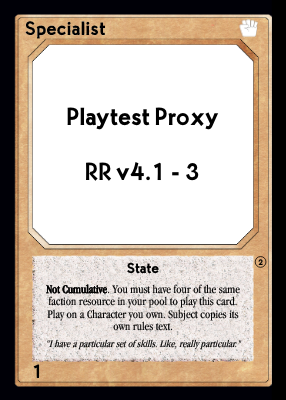 Specialist
Playtest Proxy
RR v4.1 - 3
2
State
Not Cumulative. You must have four of the same
faction resource in your pool to play this card.
Play on a Character you own. Subject copies its
own rules text.
"I have a particular set of skills. Like, really particular."
1